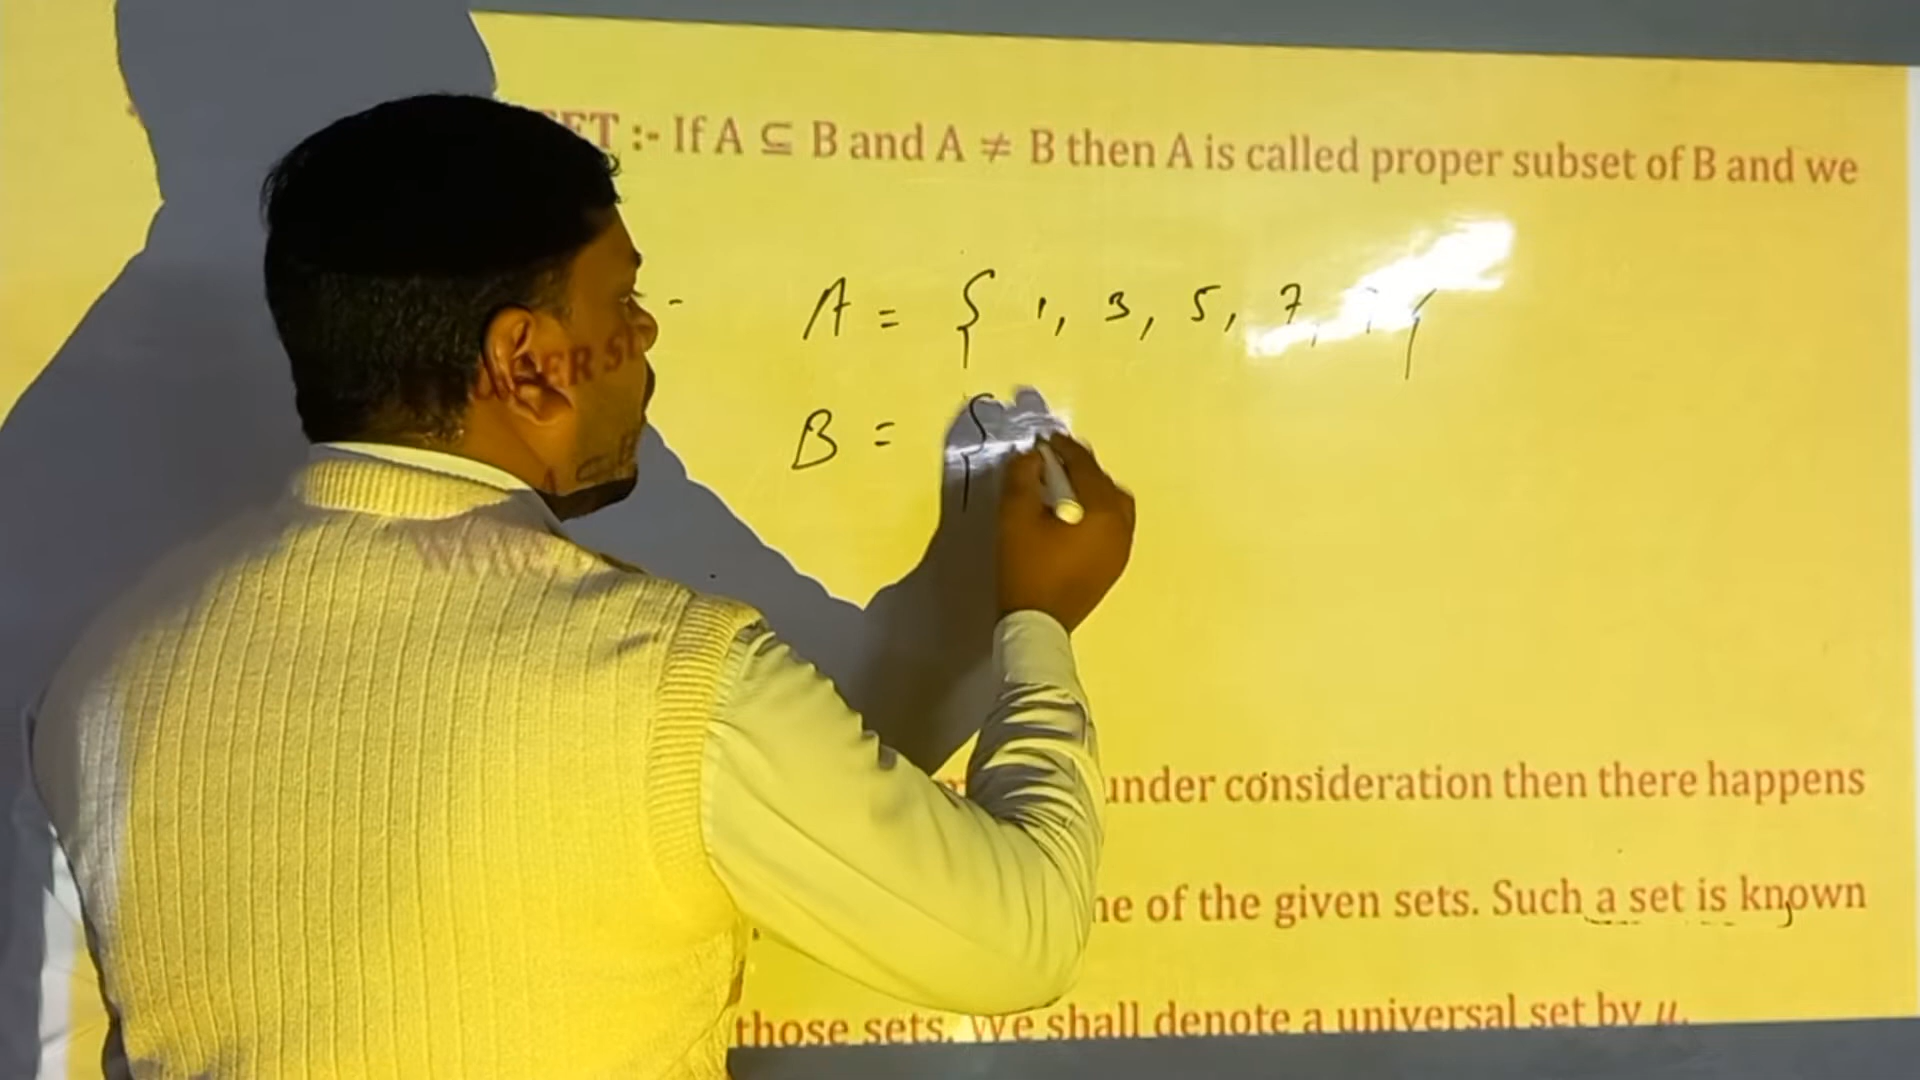 SET :- If A ⊆ B and A ≠ B then A is called proper subset of B and we
A = { 1, 3, 5, 7,
B = {
under consideration then there happens
of the given sets. Such a set is known
those sets. We shall denote a universal set by u.